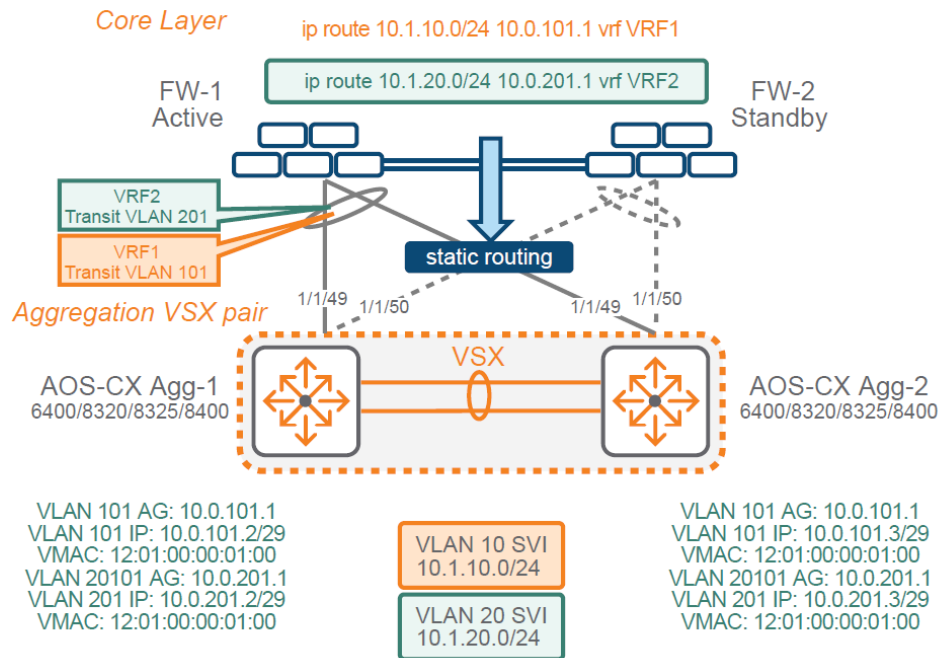 Core Layer
ip route 10.1.10.0/24 10.0.101.1 vrf VRF1
ip route 10.1.20.0/24 10.0.201.1 vrf VRF2
FW-1
Active
FW-2
Standby
VRF2
Transit VLAN 201
VRF1
Transit VLAN 101
static routing
Aggregation VSX pair
1/1/49
1/1/50
1/1/49
1/1/50
VSX
AOS-CX Agg-1
6400/8320/8325/8400
AOS-CX Agg-2
6400/8320/8325/8400
VLAN 101 AG: 10.0.101.1
VLAN 101 IP: 10.0.101.2/29
VMAC: 12:01:00:00:01:00
VLAN 20101 AG: 10.0.201.1
VLAN 201 IP: 10.0.201.2/29
VMAC: 12:01:00:00:01:00
VLAN 10 SVI
10.1.10.0/24
VLAN 20 SVI
10.1.20.0/24
VLAN 101 AG: 10.0.101.1
VLAN 101 IP: 10.0.101.3/29
VMAC: 12:01:00:00:01:00
VLAN 20101 AG: 10.0.201.1
VLAN 201 IP: 10.0.201.3/29
VMAC: 12:01:00:00:01:00